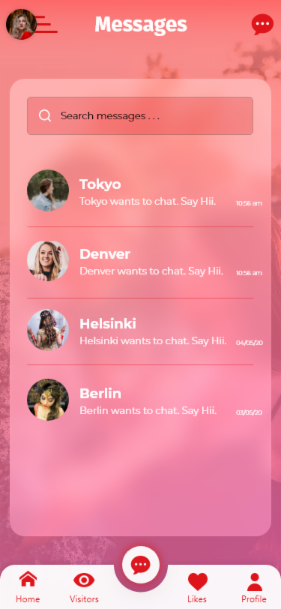 Messages
Search messages . . .
Tokyo
Tokyo wants to chat. Say Hii. 10:56 am
Denver
Denver wants to chat. Say Hii. 10:56 am
Helsinki
Helsinki wants to chat. Say Hii. 04/05/20
Berlin
Berlin wants to chat. Say Hii. 03/05/20
Home Visitors Likes Profile